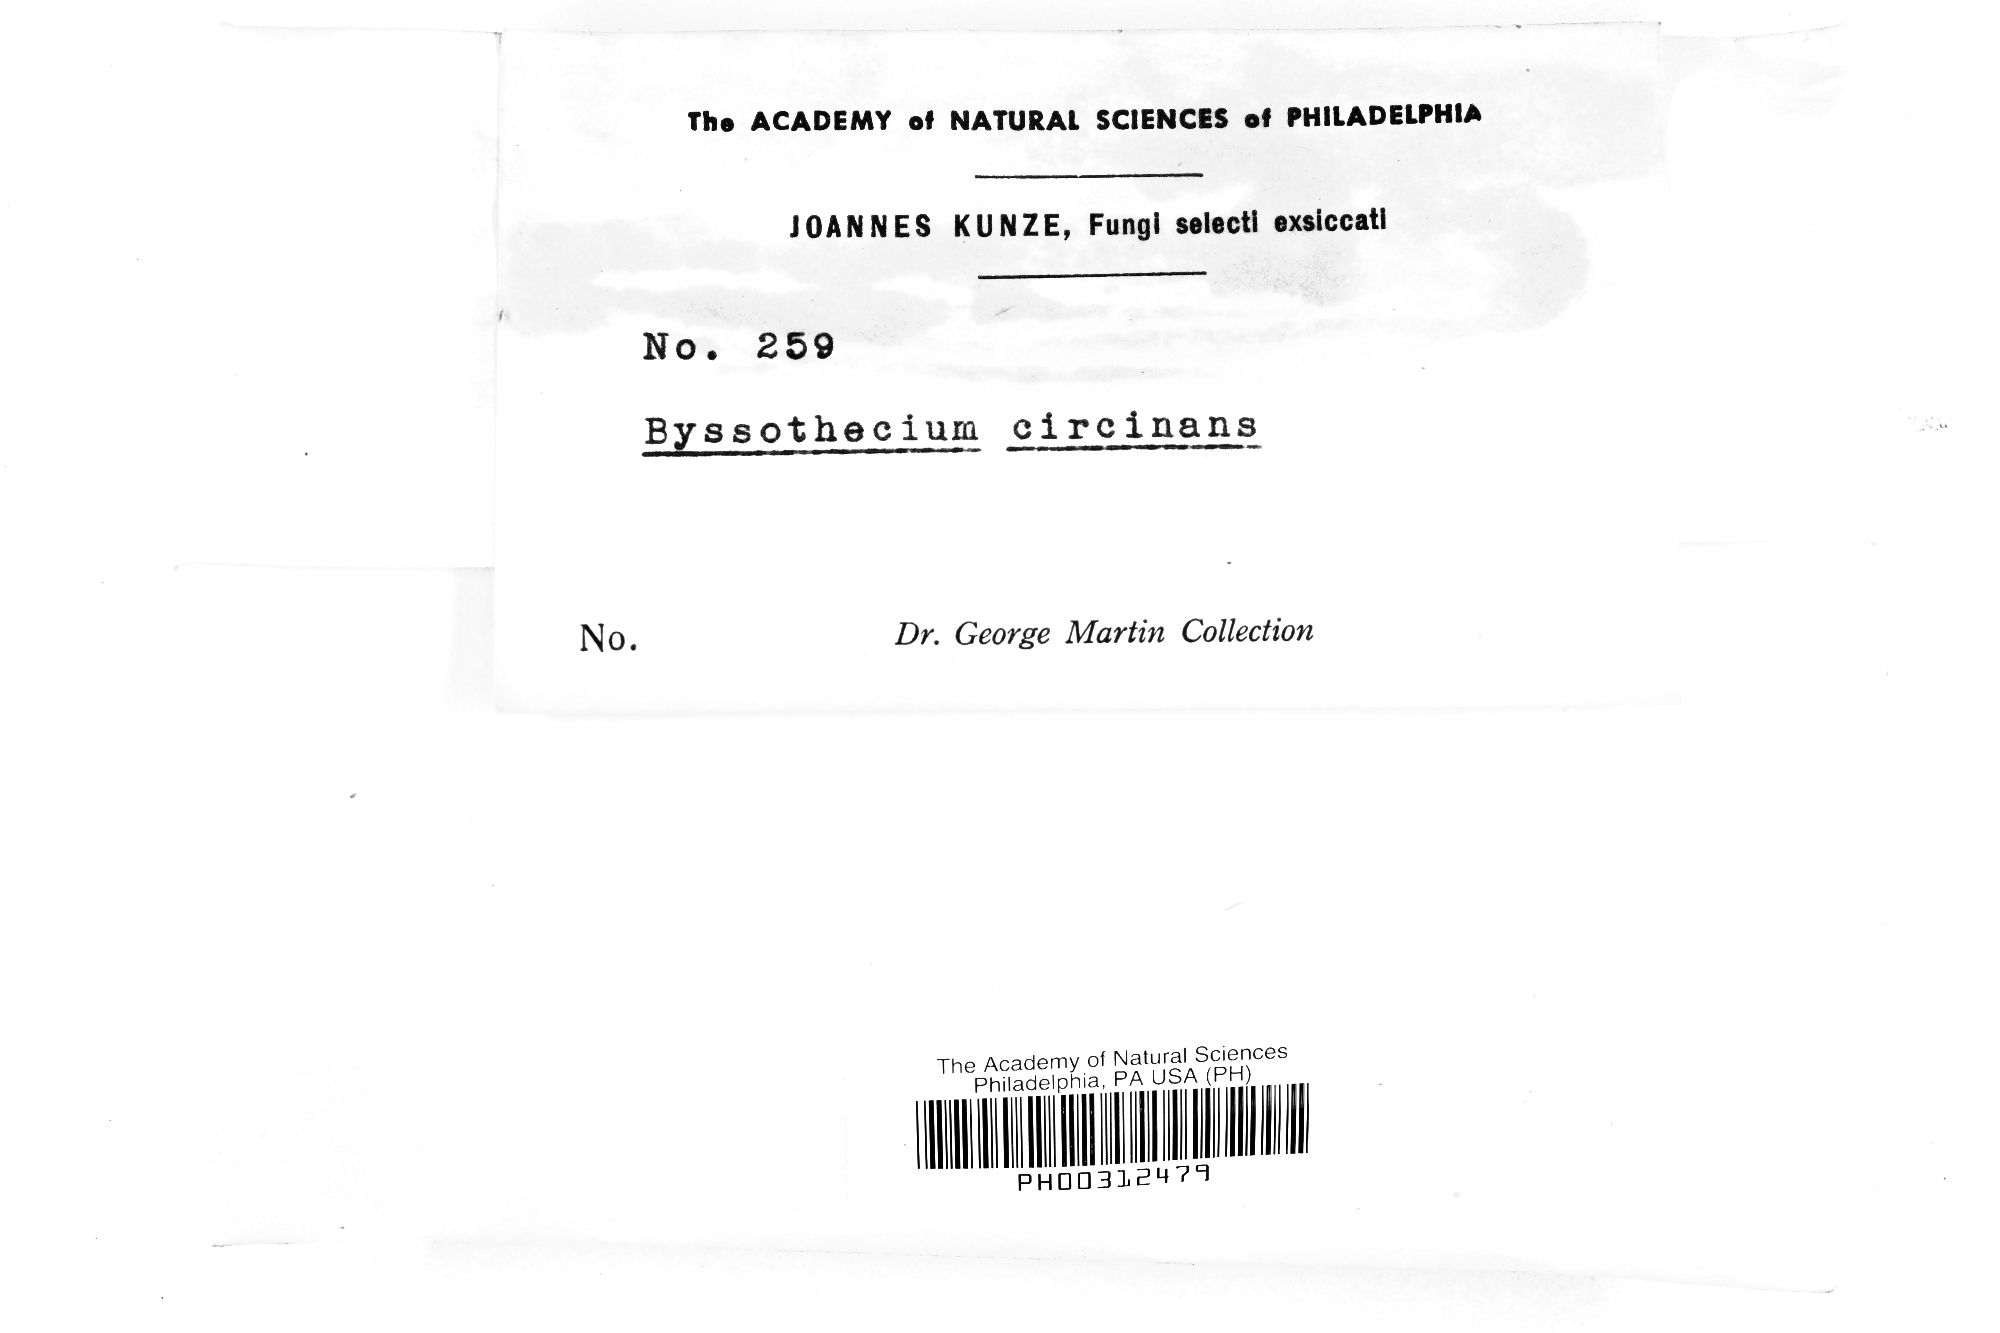 The ACADEMY of NATURAL SCIENCES of PHILADELPHIA
JOANNES KUNZE, Fungi selecti exsiccati
No. 259
Byssothecium circinans
No. Dr. George Martin Collection
The Academy of Natural Sciences
Philadelphia, PA USA (PH)
PH00312479